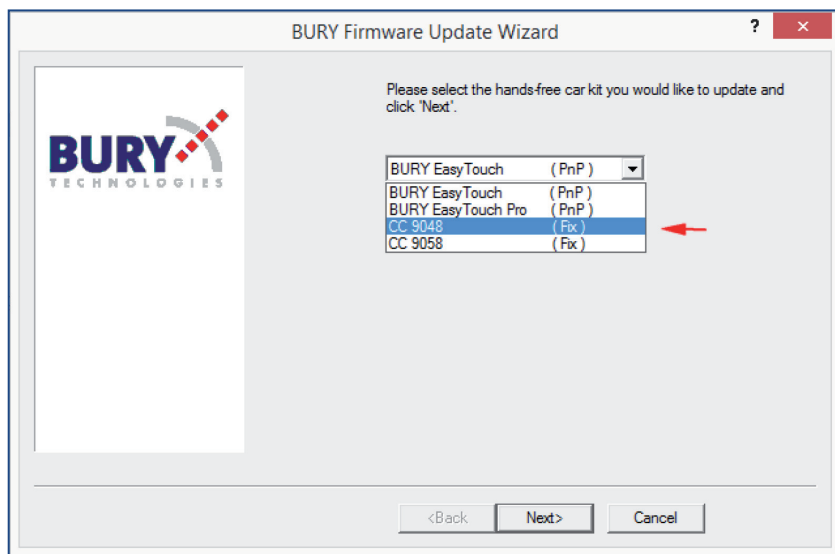 BURY Firmware Update Wizard
?
Please select the hands-free car kit you would like to update and
click 'Next'.
BURY
TECHNOLOGIES
BURY EasyTouch (PnP)
BURY EasyTouch (PnP)
BURY EasyTouch Pro (PnP)
CC 9048 (Fix)
CC 9058 (Fix)
<Back Next> Cancel